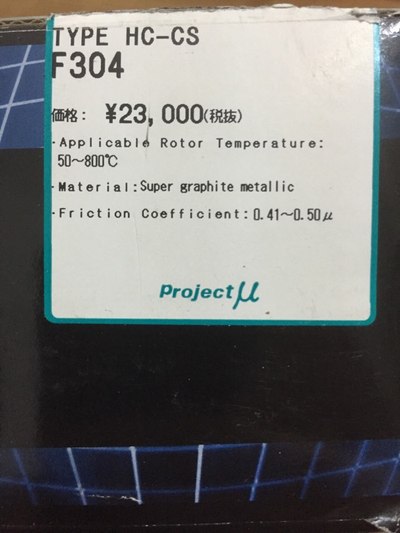 TYPE HC-CS
F304
価格: ¥23,000(税抜)
·Applicable Rotor Temperature:
50~800℃
·Material:Super graphite metallic
·Friction Coefficient:0.41~0.50μ
project μ